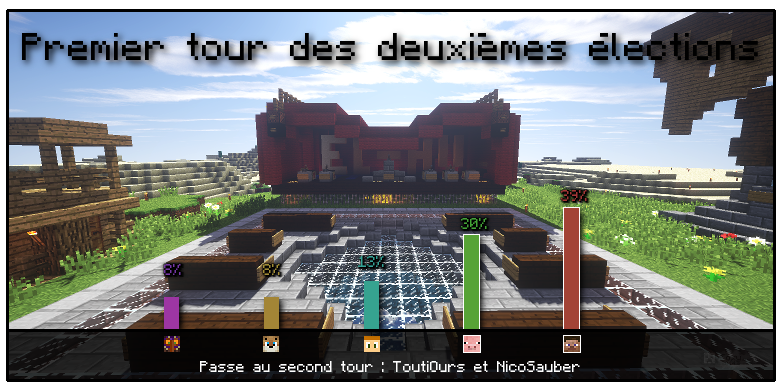 Premier tour des deuxièmes élections
39%
30%
13%
8% 8%
Passe au second tour : ToutiOurs et NicoSauber